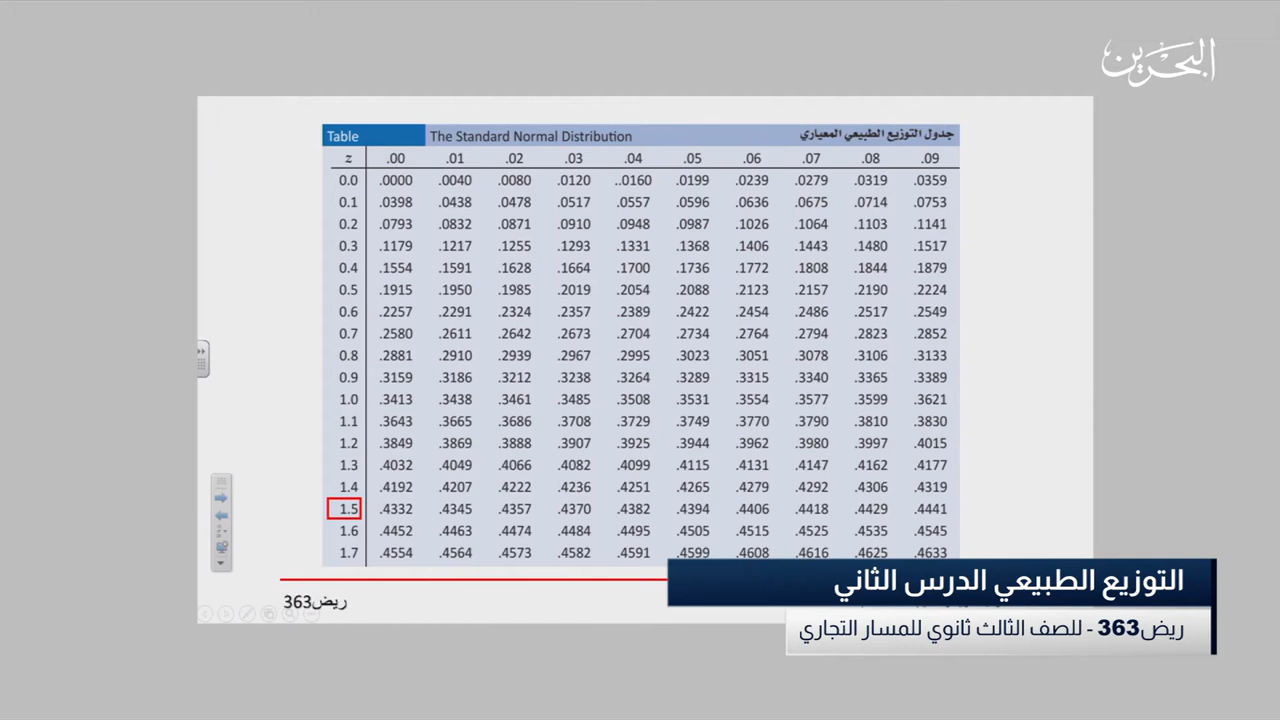 البحرين
Table The Standard Normal Distribution جدول التوزيع الطبيعي المعياري
z .00 .01 .02 .03 .04 .05 .06 .07 .08 .09
0.0 .0000 .0040 .0080 .0120 ..0160 .0199 .0239 .0279 .0319 .0359
0.1 .0398 .0438 .0478 .0517 .0557 .0596 .0636 .0675 .0714 .0753
0.2 .0793 .0832 .0871 .0910 .0948 .0987 .1026 .1064 .1103 .1141
0.3 .1179 .1217 .1255 .1293 .1331 .1368 .1406 .1443 .1480 .1517
0.4 .1554 .1591 .1628 .1664 .1700 .1736 .1772 .1808 .1844 .1879
0.5 .1915 .1950 .1985 .2019 .2054 .2088 .2123 .2157 .2190 .2224
0.6 .2257 .2291 .2324 .2357 .2389 .2422 .2454 .2486 .2517 .2549
0.7 .2580 .2611 .2642 .2673 .2704 .2734 .2764 .2794 .2823 .2852
0.8 .2881 .2910 .2939 .2967 .2995 .3023 .3051 .3078 .3106 .3133
0.9 .3159 .3186 .3212 .3238 .3264 .3289 .3315 .3340 .3365 .3389
1.0 .3413 .3438 .3461 .3485 .3508 .3531 .3554 .3577 .3599 .3621
1.1 .3643 .3665 .3686 .3708 .3729 .3749 .3770 .3790 .3810 .3830
1.2 .3849 .3869 .3888 .3907 .3925 .3944 .3962 .3980 .3997 .4015
1.3 .4032 .4049 .4066 .4082 .4099 .4115 .4131 .4147 .4162 .4177
1.4 .4192 .4207 .4222 .4236 .4251 .4265 .4279 .4292 .4306 .4319
1.5 .4332 .4345 .4357 .4370 .4382 .4394 .4406 .4418 .4429 .4441
1.6 .4452 .4463 .4474 .4484 .4495 .4505 .4515 .4525 .4535 .4545
1.7 .4554 .4564 .4573 .4582 .4591 .4599 .4608 .4616 .4625 .4633
التوزيع الطبيعي الدرس الثاني
ريض363
ريض363 - للصف الثالث ثانوي للمسار التجاري